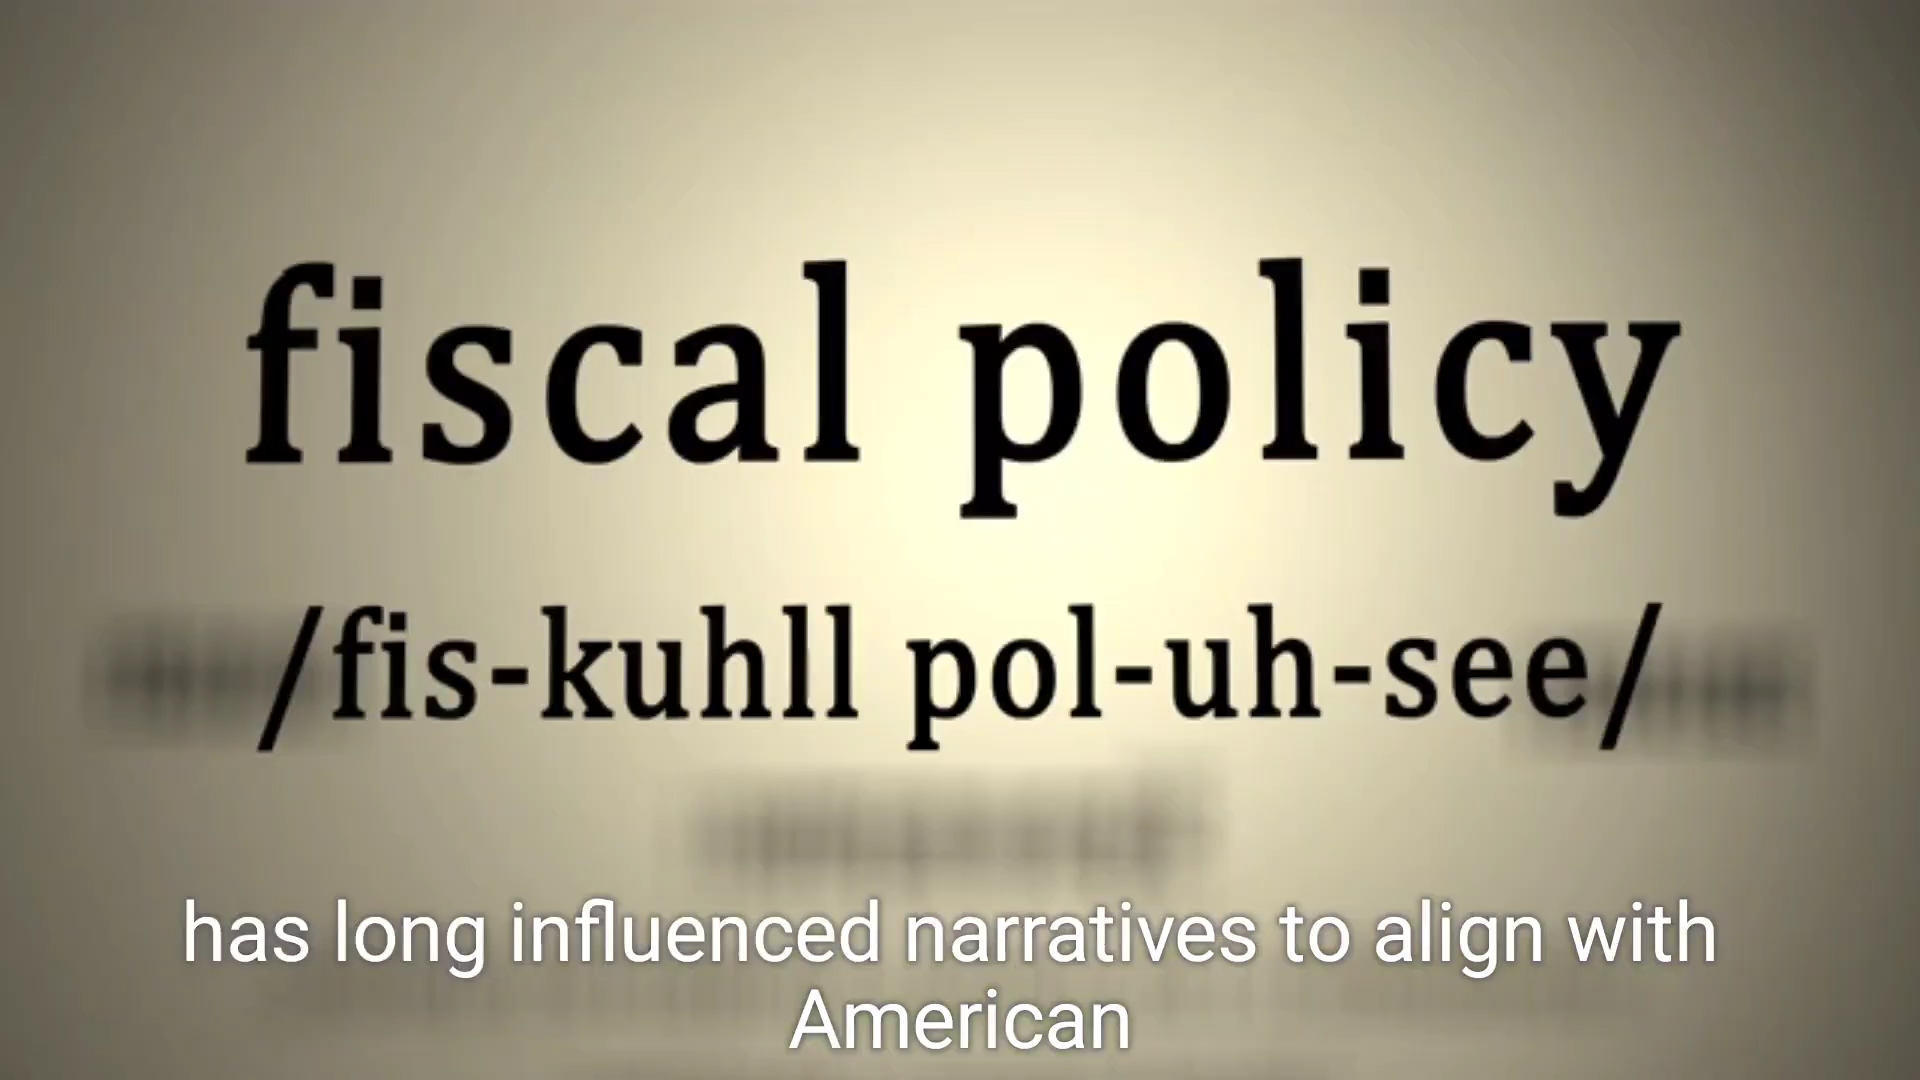 fiscal policy
/fis-kuhll pol-uh-see/
has long influenced narratives to align with
American